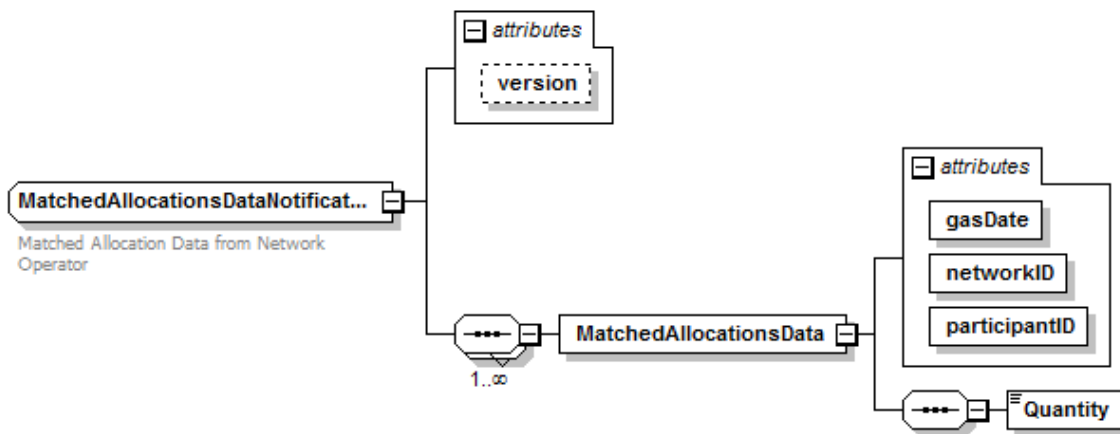 attributes
version
MatchedAllocationsDataNotificat...
Matched Allocation Data from Network
Operator
attributes
gasDate
networkID
participantID
MatchedAllocationsData
1..∞
Quantity